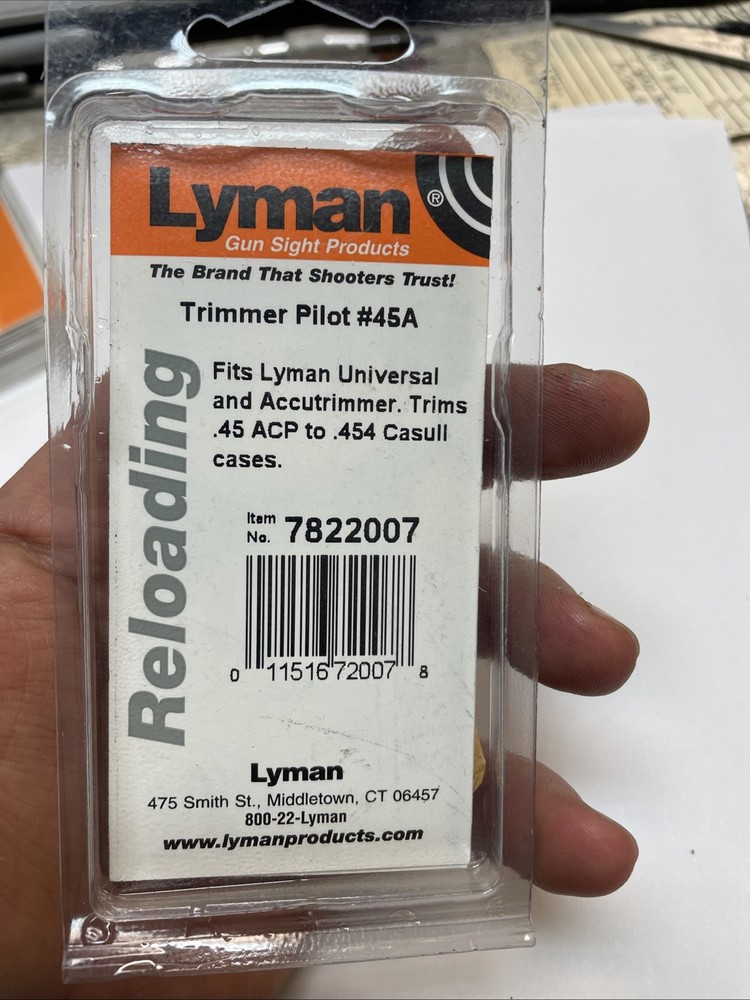 Lyman®
Gun Sight Products
The Brand That Shooters Trust!
Trimmer Pilot #45A
Reloading
Fits Lyman Universal
and Accutrimmer. Trims
.45 ACP to .454 Casull
cases.
Item No. 7822007
0 11516 72007 8
Lyman
475 Smith St., Middletown, CT 06457
800-22-Lyman
www.lymanproducts.com